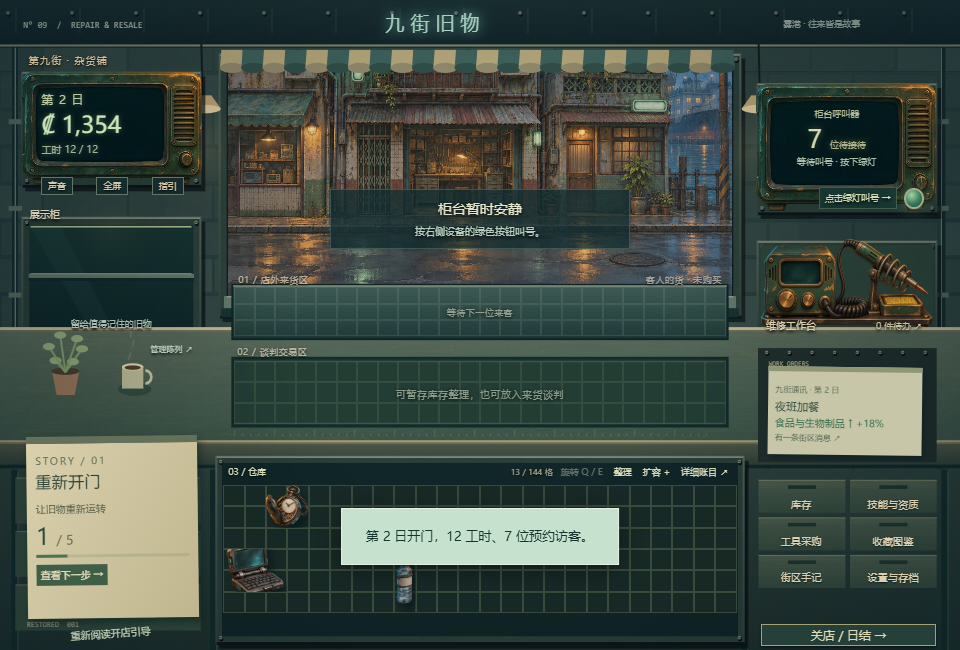 N° 09 / REPAIR & RESALE
九街旧物
雾港·往来皆是故事
第九街·杂货铺
第 2 日
₡ 1,354
工时 12 / 12
声音
全屏
指引
展示柜
留给值得记住的旧物
管理陈列 ↗
柜台暂时安静
按右侧设备的绿色按钮叫号。
01 / 店外来货区
客人的货·未购买
等待下一位来客
02 / 谈判交易区
可暂存库存整理，也可放入来货谈判
柜台呼叫器
7 位待接待
等待叫号·按下绿灯
点击绿灯叫号 →
维修工作台
0 件待办 ↗
WORK ORDERS
九街通讯·第 2 日
夜班加餐
食品与生物制品 ↑ +18%
有一条街区消息 ↗
STORY / 01
重新开门
让旧物重新运转
1 / 5
查看下一步 →
RESTORED 001
重新阅读开店引导
03 / 仓库
13 / 144 格
旋转 Q / E
整理
扩容 +
详细账目 ↗
第 2 日开门，12 工时、7 位预约访客。
库存
技能与资质
工具采购
收藏图鉴
街区手记
设置与存档
关店 / 日结 →